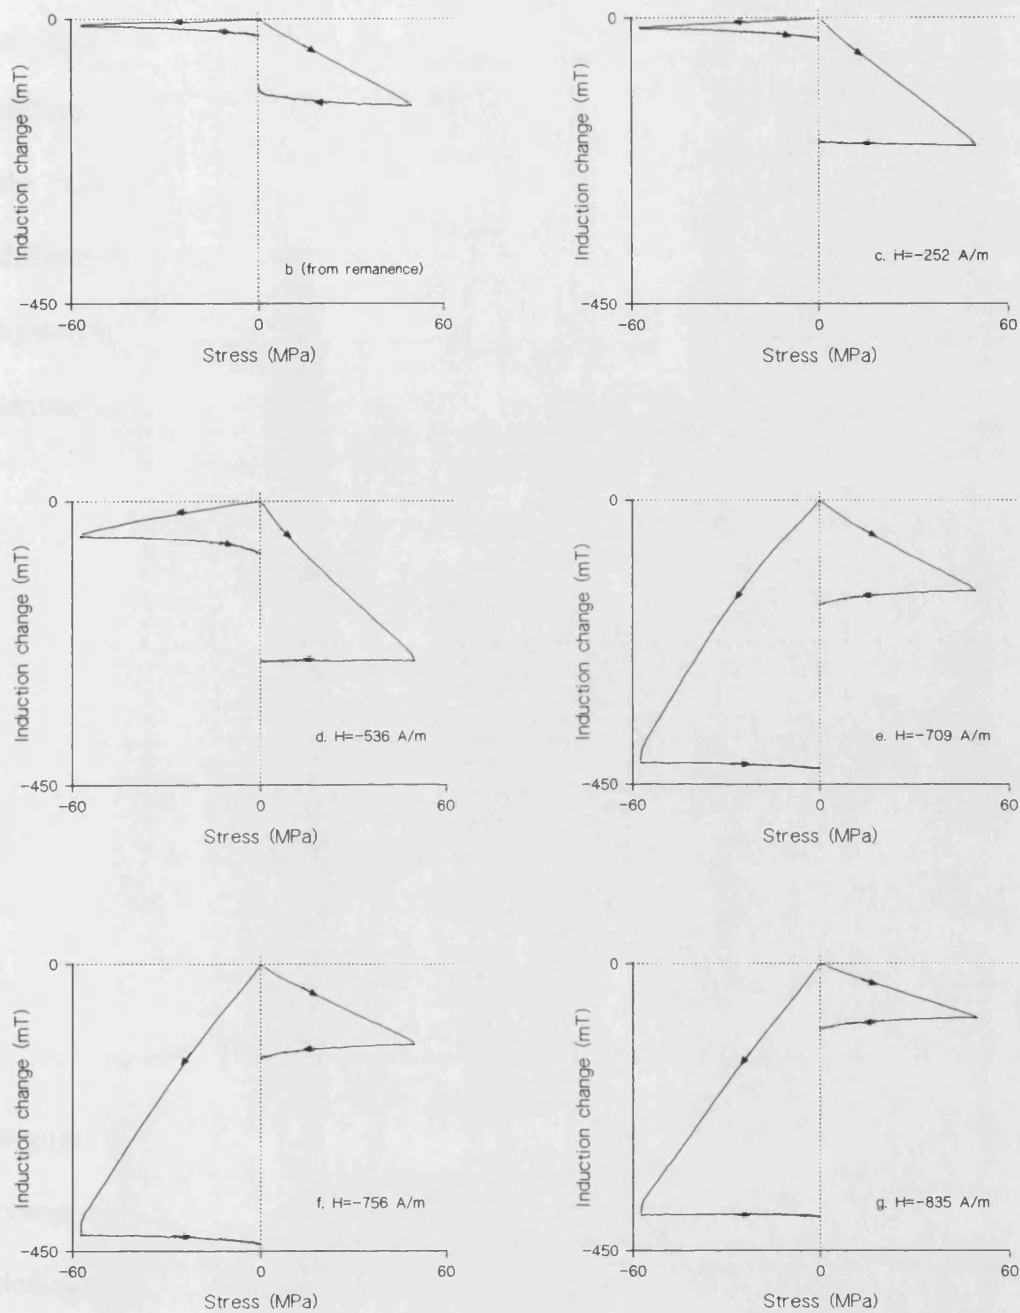 0
Induction change (mT)
b (from remanence)
-450
-60
0
60
Stress (MPa)
0
Induction change (mT)
c. H=-252 A/m
-450
-60
0
60
Stress (MPa)
0
Induction change (mT)
d. H=-536 A/m
-450
-60
0
60
Stress (MPa)
0
Induction change (mT)
e. H=-709 A/m
-450
-60
0
60
Stress (MPa)
0
Induction change (mT)
f. H=-756 A/m
-450
-60
0
60
Stress (MPa)
0
Induction change (mT)
g. H=-835 A/m
-450
-60
0
60
Stress (MPa)